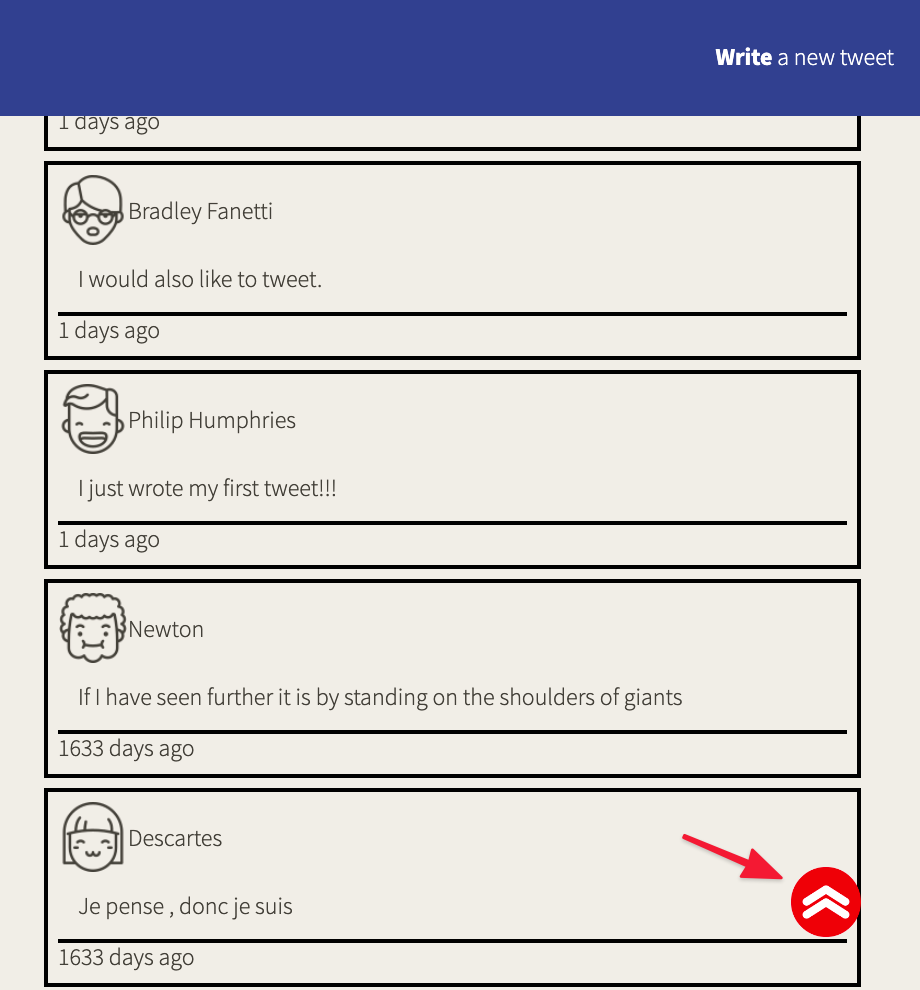 Write a new tweet
1 days ago
Bradley Fanetti
I would also like to tweet.
1 days ago
Philip Humphries
I just wrote my first tweet!!!
1 days ago
Newton
If I have seen further it is by standing on the shoulders of giants
1633 days ago
Descartes
Je pense , donc je suis
1633 days ago